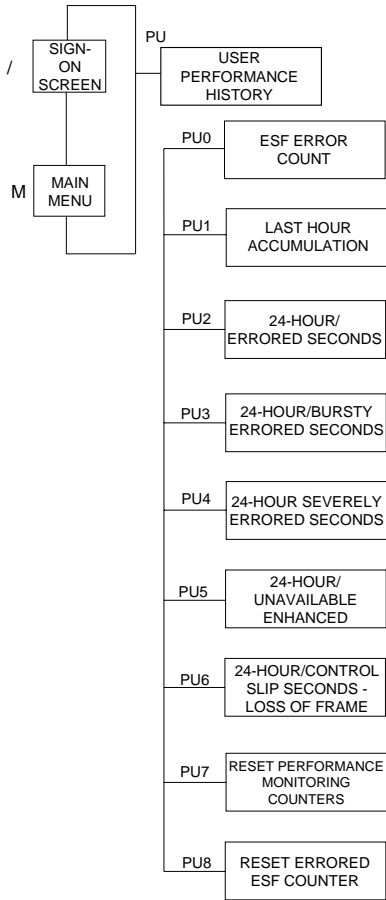 PU
/
SIGN-
ON
SCREEN
USER
PERFORMANCE
HISTORY
M
MAIN
MENU
PU0
ESF ERROR
COUNT
PU1
LAST HOUR
ACCUMULATION
PU2
24-HOUR/
ERRORED SECONDS
PU3
24-HOUR/BURSTY
ERRORED SECONDS
PU4
24-HOUR SEVERELY
ERRORED SECONDS
PU5
24-HOUR/
UNAVAILABLE
ENHANCED
PU6
24-HOUR/CONTROL
SLIP SECONDS -
LOSS OF FRAME
PU7
RESET PERFORMANCE
MONITORING
COUNTERS
PU8
RESET ERRORED
ESF COUNTER